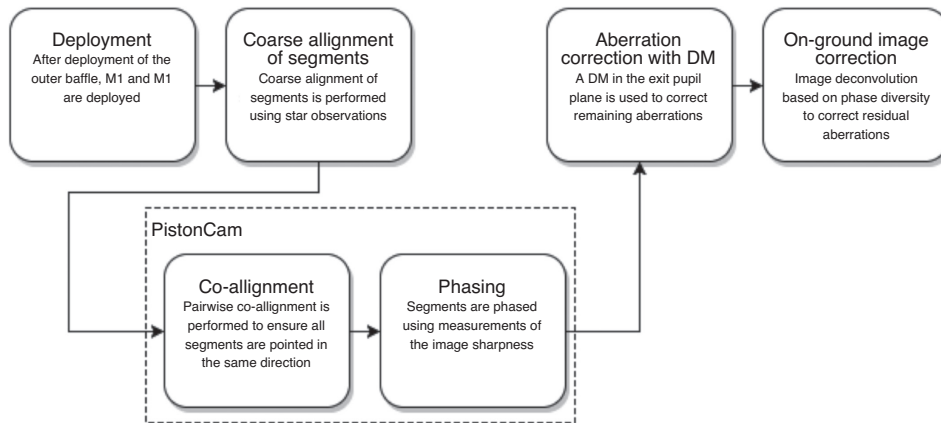 Deployment
After deployment of the
outer baffle, M1 and M1
are deployed
Coarse allignment
of segments
Coarse alignment of
segments is performed
using star observations
PistonCam
Co-allignment
Pairwise co-allignment is
performed to ensure all
segments are pointed in
the same direction
Phasing
Segments are phased
using measurements of
the image sharpness
Aberration
correction with DM
A DM in the exit pupil
plane is used to correct
remaining aberrations
On-ground image
correction
Image deconvolution
based on phase diversity
to correct residual
aberrations